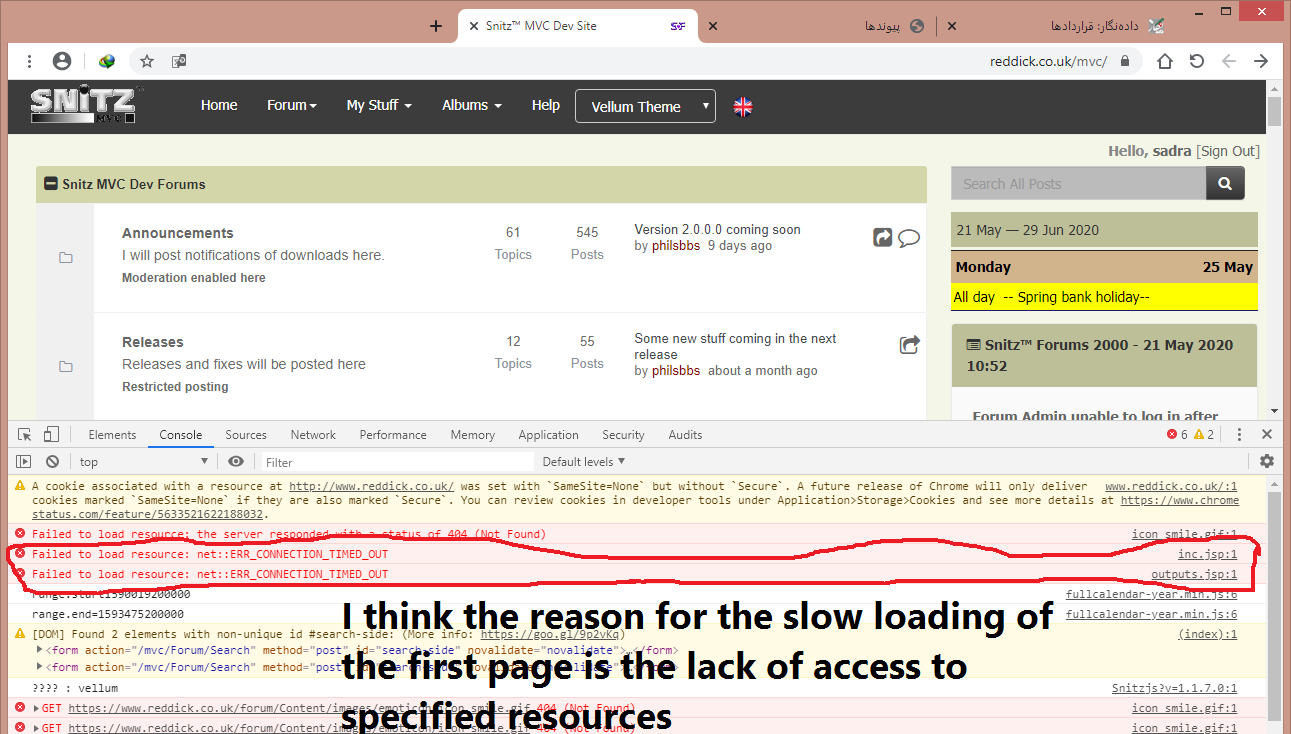 Snitz™ MVC Dev Site
پیوندها
داده‌نگار: قراردادها
reddick.co.uk/mvc/
SNiTZ™
MVC
Home Forum My Stuff Albums Help Vellum Theme
Hello, sadra [Sign Out]
Snitz MVC Dev Forums
Announcements
I will post notifications of downloads here.
Moderation enabled here
61
Topics
545
Posts
Version 2.0.0.0 coming soon
by philsbbs 9 days ago
Releases
Releases and fixes will be posted here
Restricted posting
12
Topics
55
Posts
Some new stuff coming in the next
release
by philsbbs about a month ago
Search All Posts
21 May — 29 Jun 2020
Monday 25 May
All day -- Spring bank holiday--
Snitz™ Forums 2000 - 21 May 2020
10:52
Forum Admin unable to log in after
Elements Console Sources Network Performance Memory Application Security Audits 6 2
top Filter Default levels
A cookie associated with a resource at http://www.reddick.co.uk/ was set with `SameSite=None` but without `Secure`. A future release of Chrome will only deliver www.reddick.co.uk/:1
cookies marked `SameSite=None` if they are also marked `Secure`. You can review cookies in developer tools under Application>Storage>Cookies and see more details at https://www.chrome
status.com/feature/5633521622188032.
Failed to load resource: the server responded with a status of 404 (Not Found) icon_smile.gif:1
Failed to load resource: net::ERR_CONNECTION_TIMED_OUT inc.jsp:1
Failed to load resource: net::ERR_CONNECTION_TIMED_OUT outputs.jsp:1
range.start1590019200000 fullcalendar-year.min.js:6
range.end=1593475200000 fullcalendar-year.min.js:6
[DOM] Found 2 elements with non-unique id #search-side: (More info: https://goo.gl/9p2vKq) (index):1
<form action="/mvc/Forum/Search" method="post" id="search-side" novalidate="novalidate">…</form>
<form action="/mvc/Forum/Search" method="post" id="search-side" novalidate="novalidate">…</form>
???? : vellum Snitzjs?v=1.1.7.0:1
GET https://www.reddick.co.uk/forum/Content/images/emoticon/icon_smile.gif 404 (Not Found) icon_smile.gif:1
GET https://www.reddick.co.uk/forum/Content/images/emoticon/icon_smile.gif 404 (Not Found) icon_smile.gif:1
I think the reason for the slow loading of
the first page is the lack of access to
specified resources